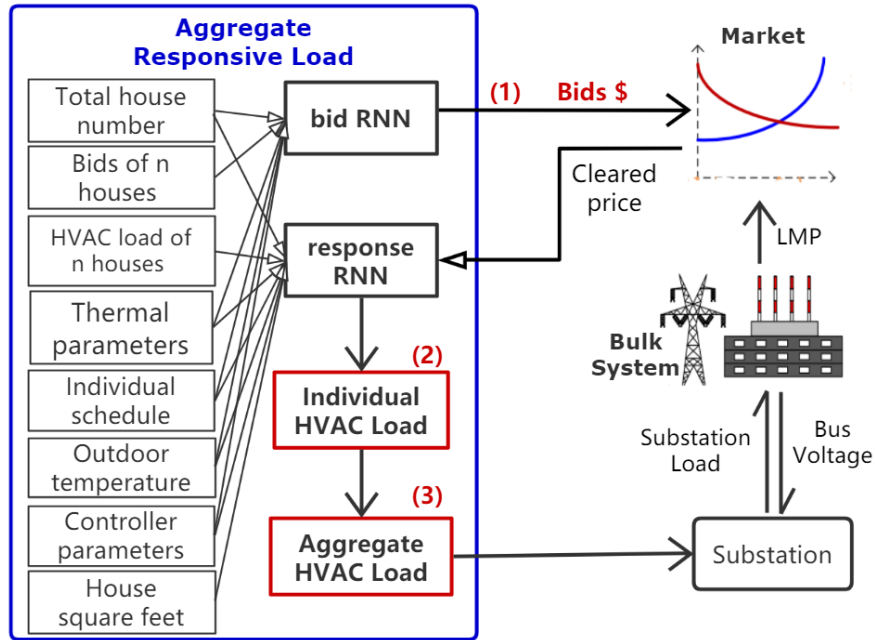 Aggregate
Responsive Load
Total house
number
Bids of n
houses
HVAC load of
n houses
Thermal
parameters
Individual
schedule
Outdoor
temperature
Controller
parameters
House
square feet
bid RNN
response
RNN
(2)
Individual
HVAC Load
(3)
Aggregate
HVAC Load
(1) Bids $
Market
Cleared
price
LMP
Bulk
System
Substation
Load
Bus
Voltage
Substation